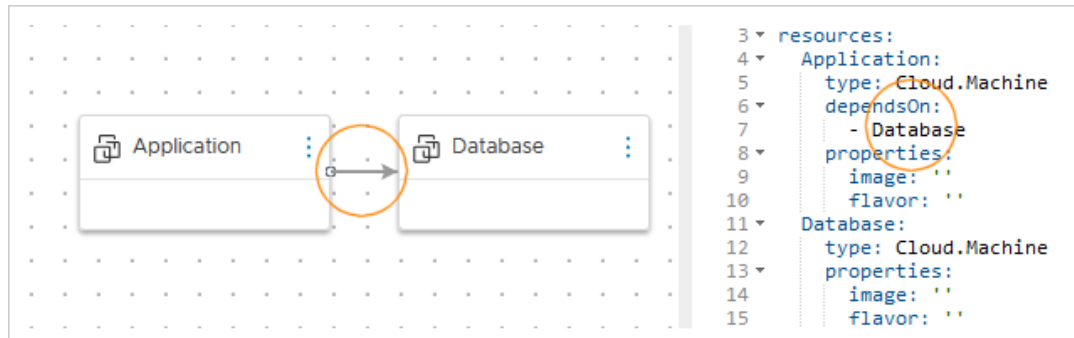 Application
Database
3 resources:
4 Application:
5 type: Cloud.Machine
6 dependsOn:
7 - Database
8 properties:
9 image: ''
10 flavor: ''
11 Database:
12 type: Cloud.Machine
13 properties:
14 image: ''
15 flavor: ''